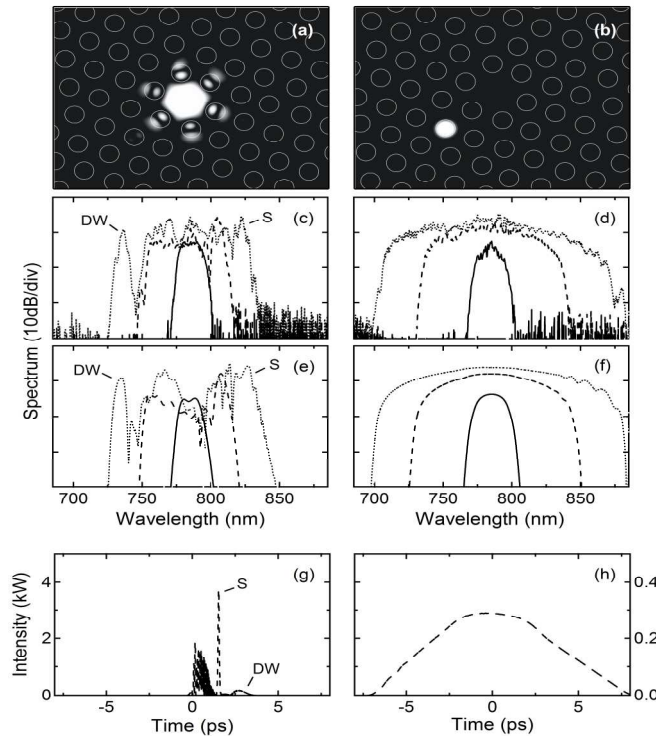 (a)
(b)
DW
S
(c)
(d)
DW
S
(e)
(f)
Spectrum (10dB/div)
700 750 800 850
700 750 800 850
Wavelength (nm)
Wavelength (nm)
(g)
(h)
S
DW
Intensity (kW)
4
2
0
0.4
0.2
0.0
-5 0 5
-5 0 5
Time (ps)
Time (ps)